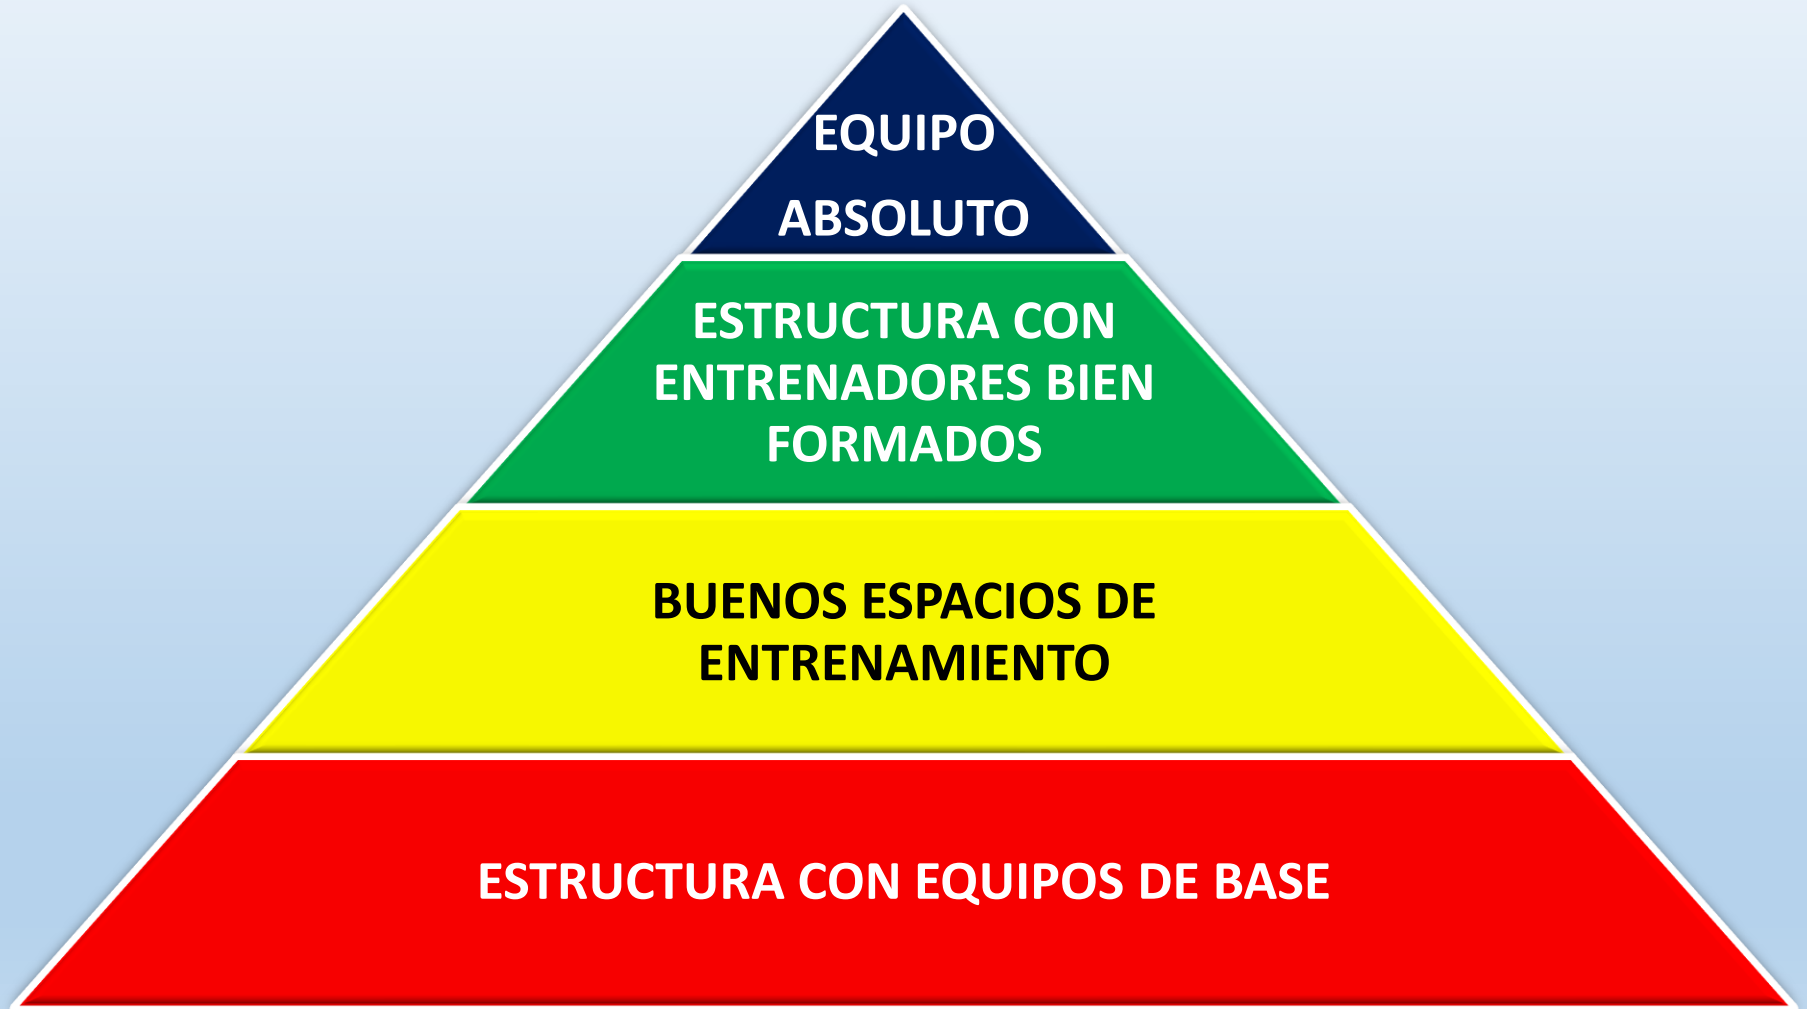 EQUIPO
ABSOLUTO
ESTRUCTURA CON
ENTRENADORES BIEN
FORMADOS
BUENOS ESPACIOS DE
ENTRENAMIENTO
ESTRUCTURA CON EQUIPOS DE BASE